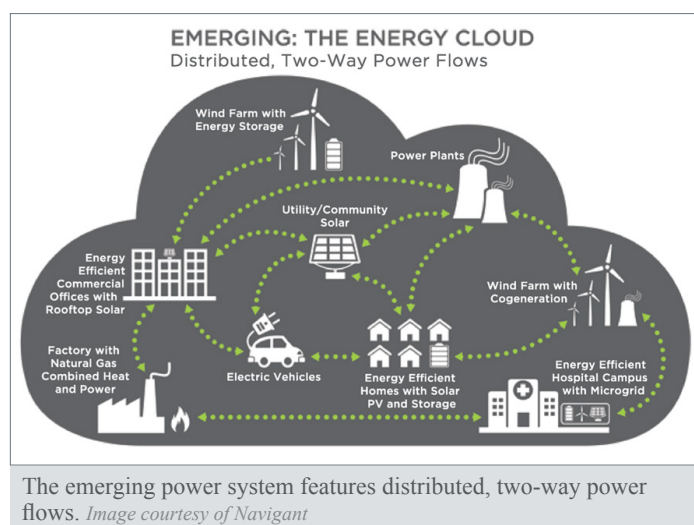 EMERGING: THE ENERGY CLOUD
Distributed, Two-Way Power Flows
Wind Farm with
Energy Storage
Power Plants
Utility/Community
Solar
Energy
Efficient
Commercial
Offices with
Rooftop Solar
Wind Farm with
Cogeneration
Factory with
Natural Gas
Combined Heat
and Power
Electric Vehicles
Energy Efficient
Homes with Solar
PV and Storage
Energy Efficient
Hospital Campus
with Microgrid
The emerging power system features distributed, two-way power
flows. Image courtesy of Navigant